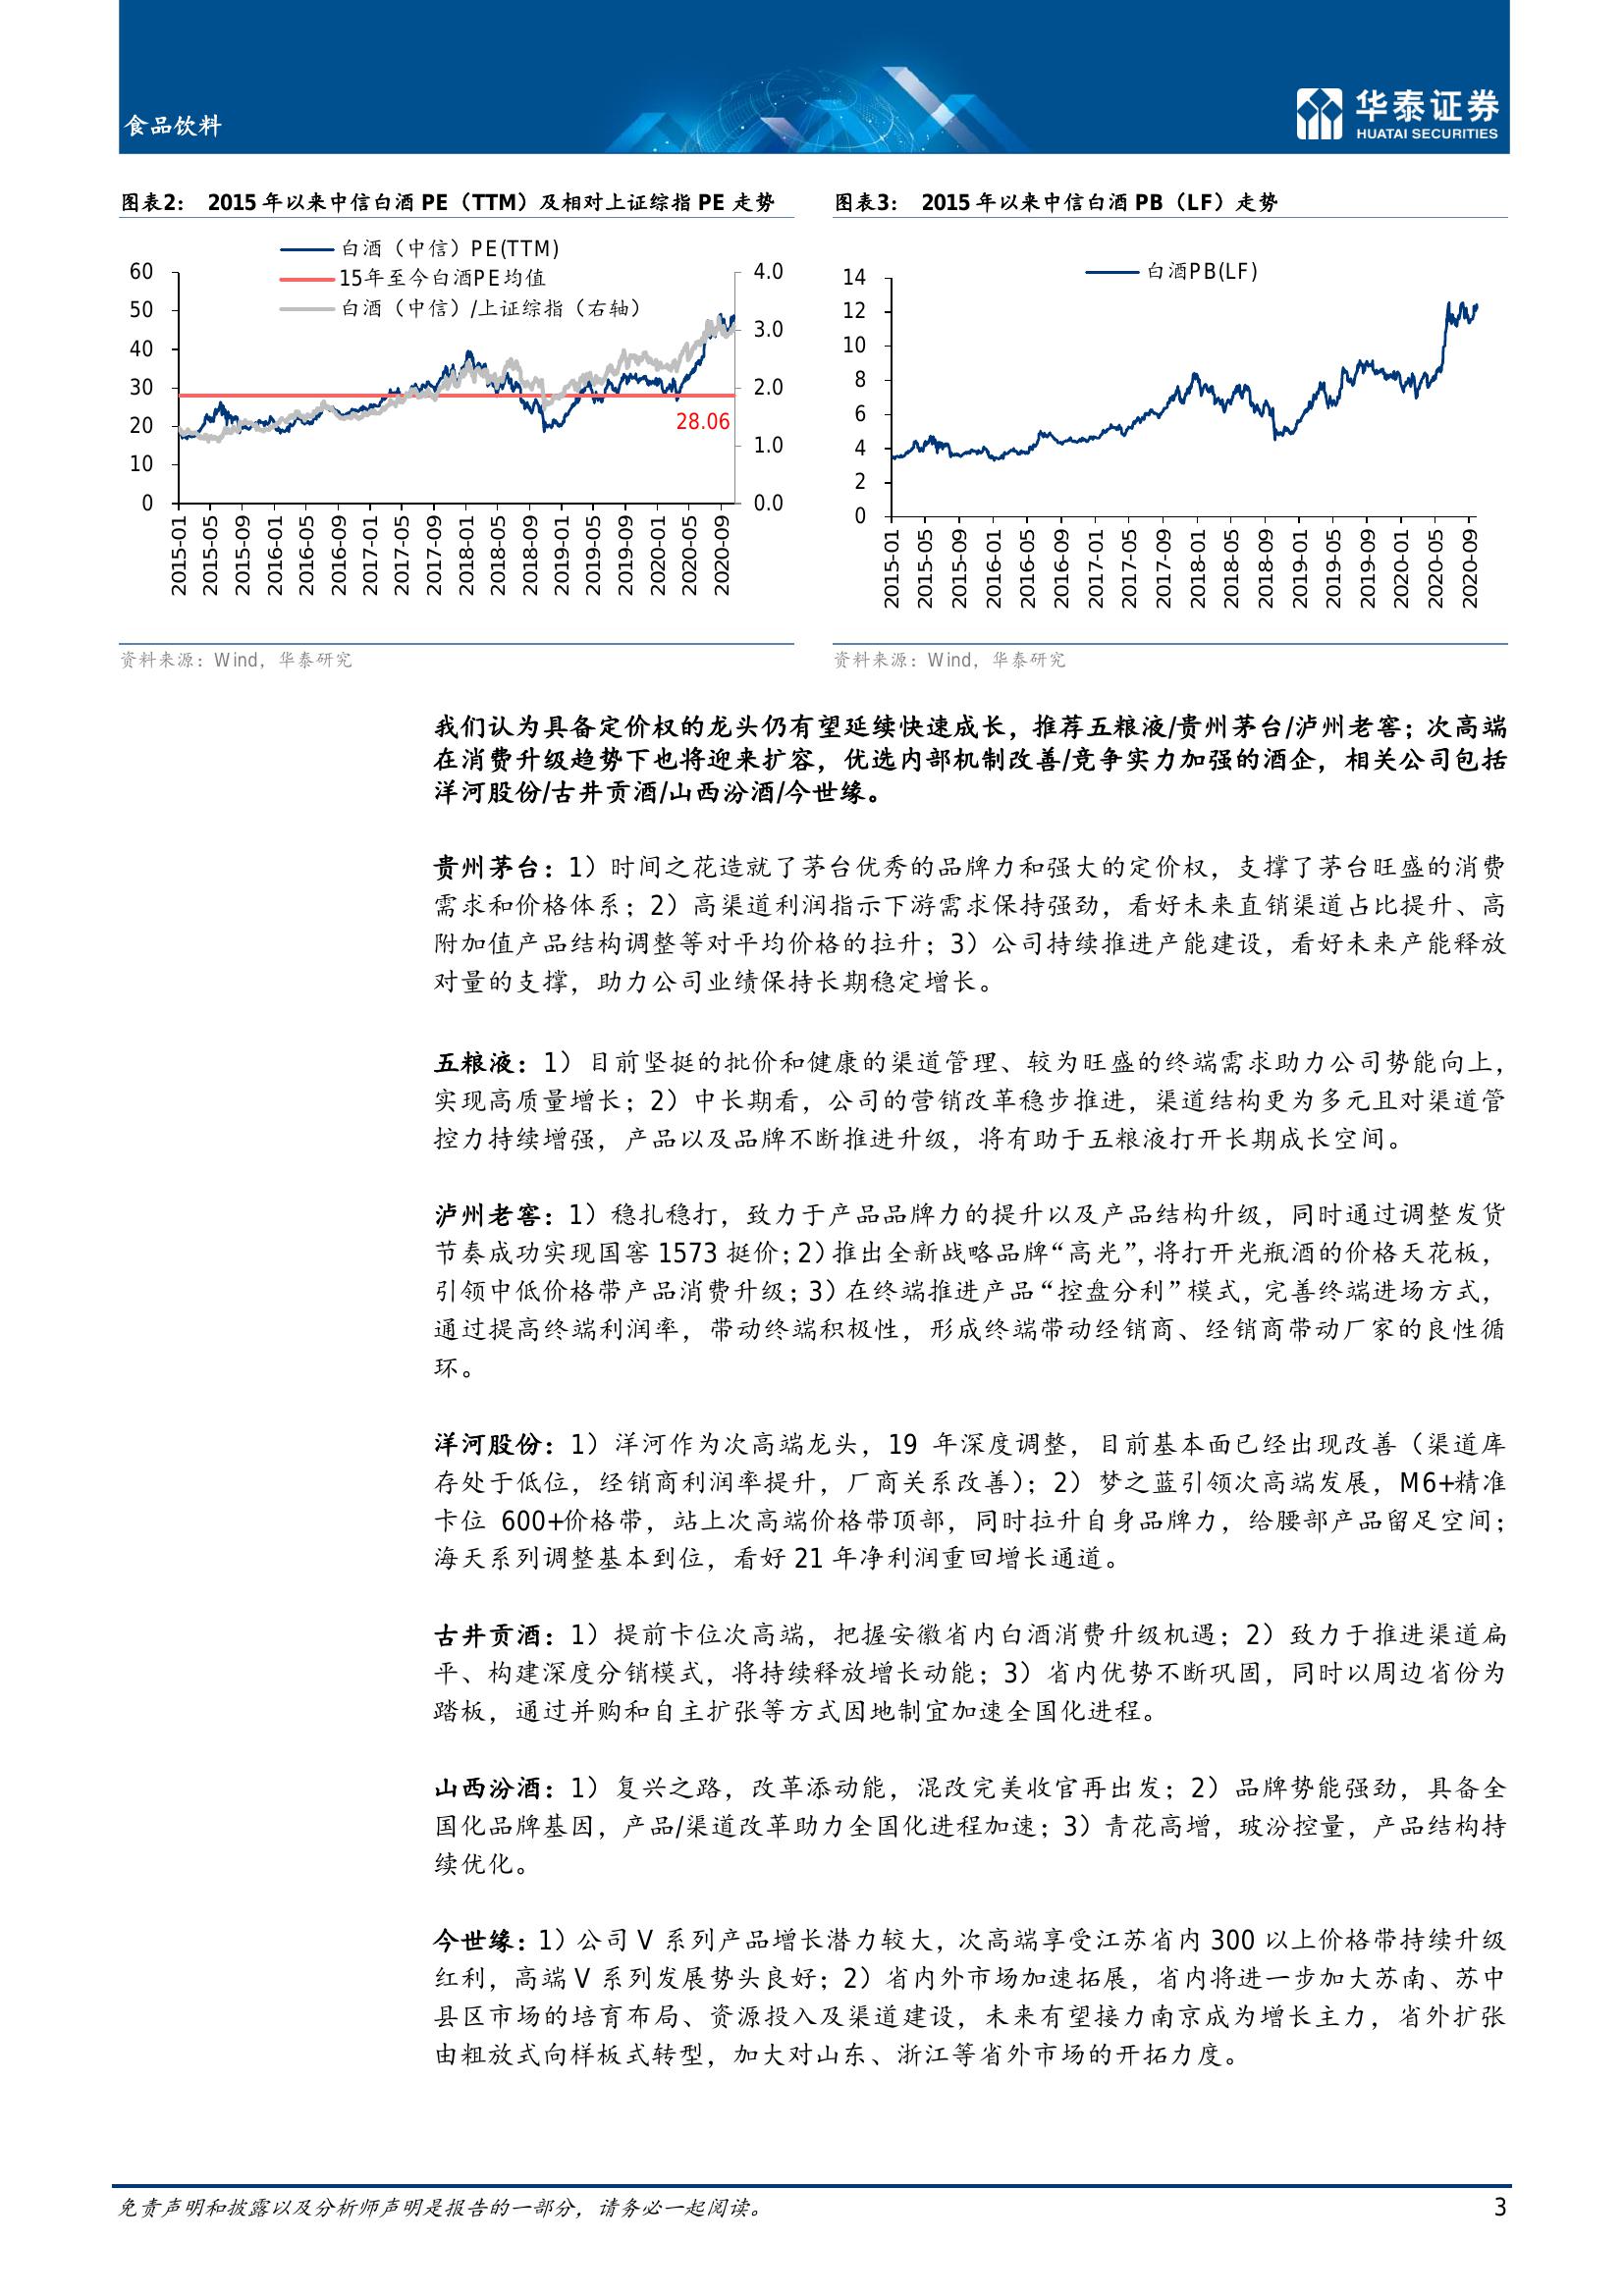 食品饮料
华泰证券
HUATAI SECURITIES
图表2： 2015 年以来中信白酒 PE（TTM）及相对上证综指 PE 走势
白酒（中信）PE(TTM)
15年至今白酒PE均值
白酒（中信）/上证综指（右轴）
60
50
40
30
20
10
0
4.0
3.0
2.0
1.0
0.0
28.06
2015-01
2015-05
2015-09
2016-01
2016-05
2016-09
2017-01
2017-05
2017-09
2018-01
2018-05
2018-09
2019-01
2019-05
2019-09
2020-01
2020-05
2020-09
资料来源：Wind，华泰研究
图表3： 2015 年以来中信白酒 PB（LF）走势
白酒PB(LF)
14
12
10
8
6
4
2
0
2015-01
2015-05
2015-09
2016-01
2016-05
2016-09
2017-01
2017-05
2017-09
2018-01
2018-05
2018-09
2019-01
2019-05
2019-09
2020-01
2020-05
2020-09
资料来源：Wind，华泰研究
我们认为具备定价权的龙头仍有望延续快速成长，推荐五粮液/贵州茅台/泸州老窖；次高端
在消费升级趋势下也将迎来扩容，优选内部机制改善/竞争实力加强的酒企，相关公司包括
洋河股份/古井贡酒/山西汾酒/今世缘。
贵州茅台：1）时间之花造就了茅台优秀的品牌力和强大的定价权，支撑了茅台旺盛的消费
需求和价格体系；2）高渠道利润指示下游需求保持强劲，看好未来直销渠道占比提升、高
附加值产品结构调整等对平均价格的拉升；3）公司持续推进产能建设，看好未来产能释放
对量的支撑，助力公司业绩保持长期稳定增长。
五粮液：1）目前坚挺的批价和健康的渠道管理、较为旺盛的终端需求助力公司势能向上，
实现高质量增长；2）中长期看，公司的营销改革稳步推进，渠道结构更为多元且对渠道管
控力持续增强，产品以及品牌不断推进升级，将有助于五粮液打开长期成长空间。
泸州老窖：1）稳扎稳打，致力于产品品牌力的提升以及产品结构升级，同时通过调整发货
节奏成功实现国窖 1573 挺价；2）推出全新战略品牌“高光”，将打开光瓶酒的价格天花板，
引领中低价格带产品消费升级；3）在终端推进产品“控盘分利”模式，完善终端进场方式，
通过提高终端利润率，带动终端积极性，形成终端带动经销商、经销商带动厂家的良性循
环。
洋河股份：1）洋河作为次高端龙头，19 年深度调整，目前基本面已经出现改善（渠道库
存处于低位，经销商利润率提升，厂商关系改善）；2）梦之蓝引领次高端发展，M6+精准
卡位 600+价格带，站上次高端价格带顶部，同时拉升自身品牌力，给腰部产品留足空间；
海天系列调整基本到位，看好 21 年净利润重回增长通道。
古井贡酒：1）提前卡位次高端，把握安徽省内白酒消费升级机遇；2）致力于推进渠道扁
平、构建深度分销模式，将持续释放增长动能；3）省内优势不断巩固，同时以周边省份为
踏板，通过并购和自主扩张等方式因地制宜加速全国化进程。
山西汾酒：1）复兴之路，改革添动能，混改完美收官再出发；2）品牌势能强劲，具备全
国化品牌基因，产品/渠道改革助力全国化进程加速；3）青花高增，玻汾控量，产品结构持
续优化。
今世缘：1）公司 V 系列产品增长潜力较大，次高端享受江苏省内 300 以上价格带持续升级
红利，高端 V 系列发展势头良好；2）省内外市场加速拓展，省内将进一步加大苏南、苏中
县区市场的培育布局、资源投入及渠道建设，未来有望接力南京成为增长主力，省外扩张
由粗放式向样板式转型，加大对山东、浙江等省外市场的开拓力度。
免责声明和披露以及分析师声明是报告的一部分，请务必一起阅读。
3